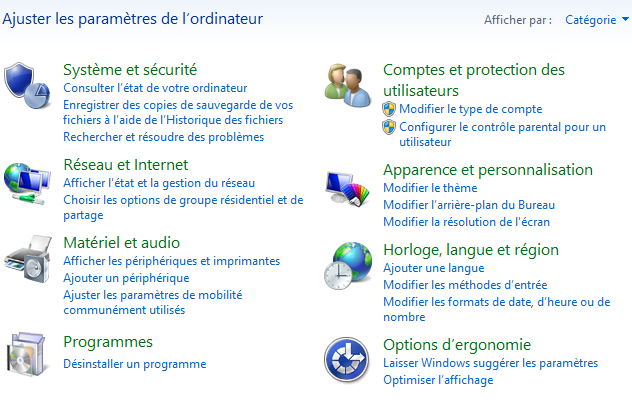 Ajuster les paramètres de l'ordinateur
Afficher par : Catégorie
Système et sécurité
Consulter l'état de votre ordinateur
Enregistrer des copies de sauvegarde de vos
fichiers à l'aide de l'Historique des fichiers
Rechercher et résoudre des problèmes
Réseau et Internet
Afficher l'état et la gestion du réseau
Choisir les options de groupe résidentiel et de
partage
Matériel et audio
Afficher les périphériques et imprimantes
Ajouter un périphérique
Ajuster les paramètres de mobilité
communément utilisés
Programmes
Désinstaller un programme
Comptes et protection des
utilisateurs
Modifier le type de compte
Configurer le contrôle parental pour un
utilisateur
Apparence et personnalisation
Modifier le thème
Modifier l'arrière-plan du Bureau
Modifier la résolution de l'écran
Horloge, langue et région
Ajouter une langue
Modifier les méthodes d'entrée
Modifier les formats de date, d'heure ou de
nombre
Options d'ergonomie
Laisser Windows suggérer les paramètres
Optimiser l'affichage